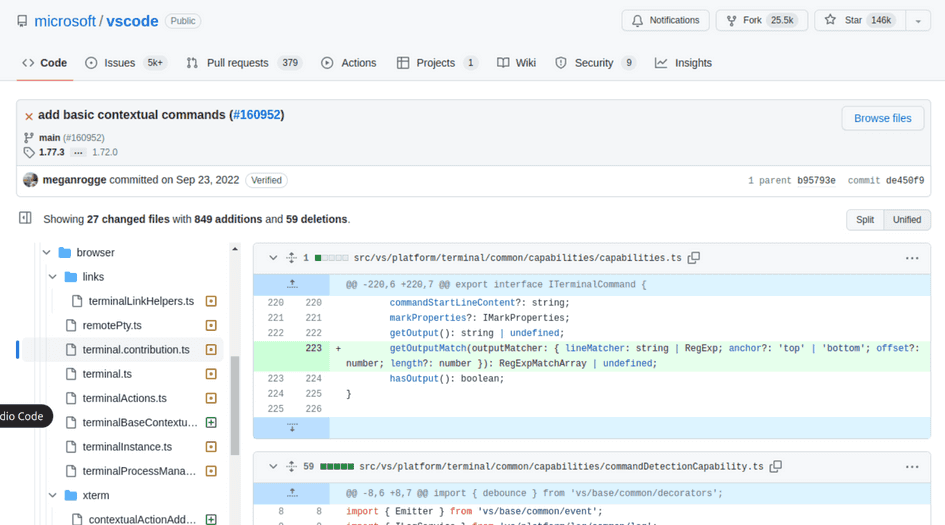 microsoft / vscode Public
Notifications Fork 25.5k Star 146k
Code Issues 5k+ Pull requests 379 Actions Projects 1 Wiki Security 9 Insights
add basic contextual commands (#160952)
Browse files
main (#160952)
1.77.3 ... 1.72.0
meganrogge committed on Sep 23, 2022 Verified
1 parent b95793e commit de450f9
Showing 27 changed files with 849 additions and 59 deletions.
Split Unified
browser
links
terminalLinkHelpers.ts
remotePty.ts
terminal.contribution.ts
terminal.ts
terminalActions.ts
dio Code
terminalBaseContextu...
terminalInstance.ts
terminalProcessMana...
xterm
contextualActionAdd...
1 src/vs/platform/terminal/common/capabilities/capabilities.ts
@@ -220,6 +220,7 @@ export interface ITerminalCommand {
220 220 commandStartLineContent?: string;
221 221 markProperties?: IMarkProperties;
222 222 getOutput(): string | undefined;
223 + getOutputMatch(outputMatcher: { lineMatcher: string | RegExp; anchor?: 'top' | 'bottom'; offset?:
number; length?: number }): RegExpMatchArray | undefined;
223 224 hasOutput(): boolean;
224 225 }
225 226
59 src/vs/platform/terminal/common/capabilities/commandDetectionCapability.ts
@@ -8,6 +8,7 @@ import { debounce } from 'vs/base/common/decorators';
8 8 import { Emitter } from 'vs/base/common/event';
import { ILogService } from 'vs/platform/log/common/log';